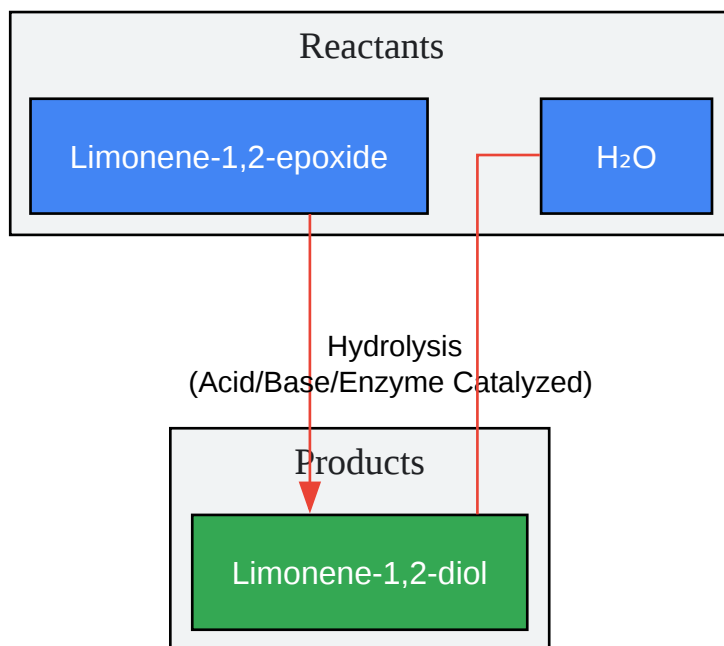 Reactants
Limonene-1,2-epoxide
H₂O
Hydrolysis
(Acid/Base/Enzyme Catalyzed)
Products
Limonene-1,2-diol